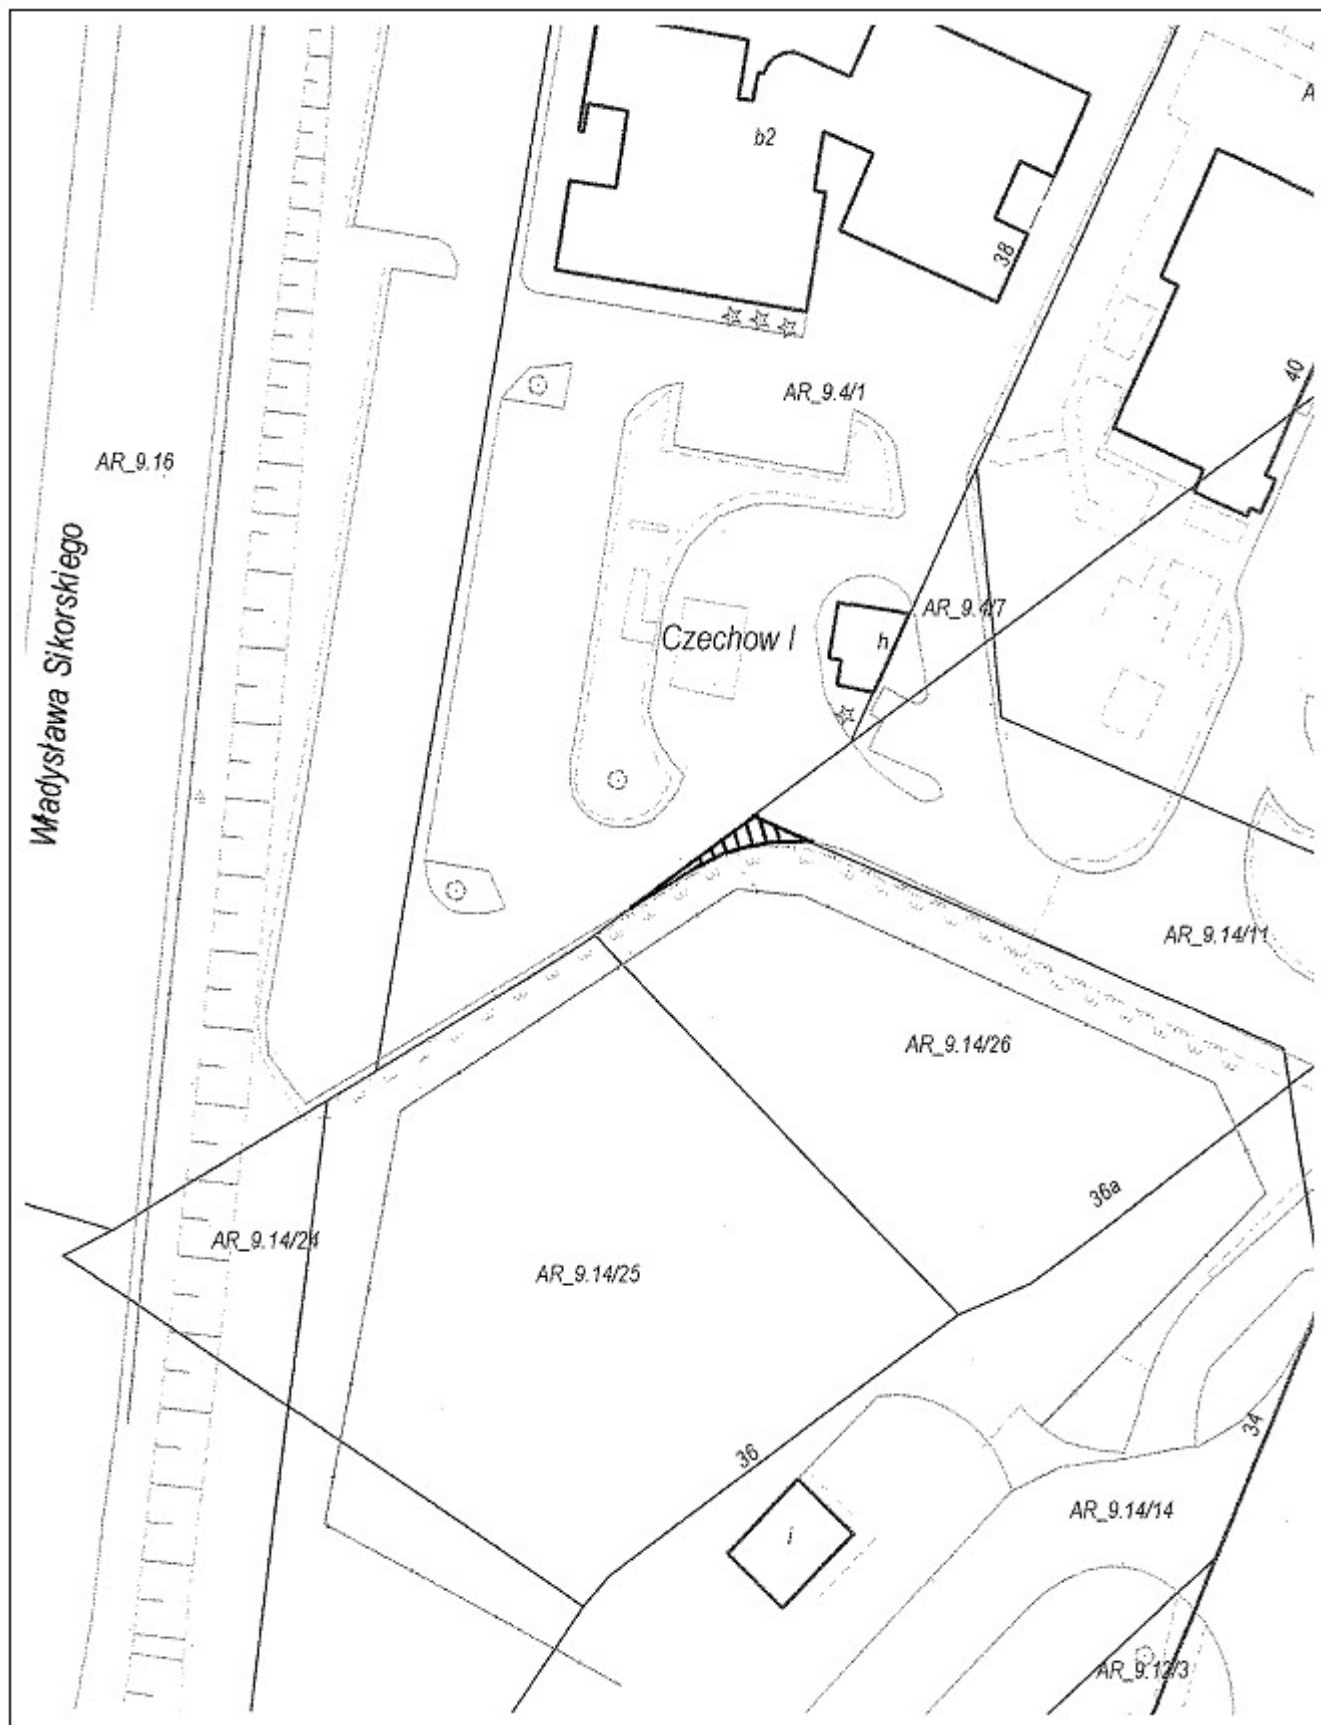 A
b2
38
40
AR_9.4/1
AR_9.16
Władysława Sikorskiego
AR_9.4/7
Czechow I
h
AR_9.14/11
AR_9.14/26
36a
AR_9.14/24
AR_9.14/25
36
34
AR_9.14/14
i
AR_9.12/3